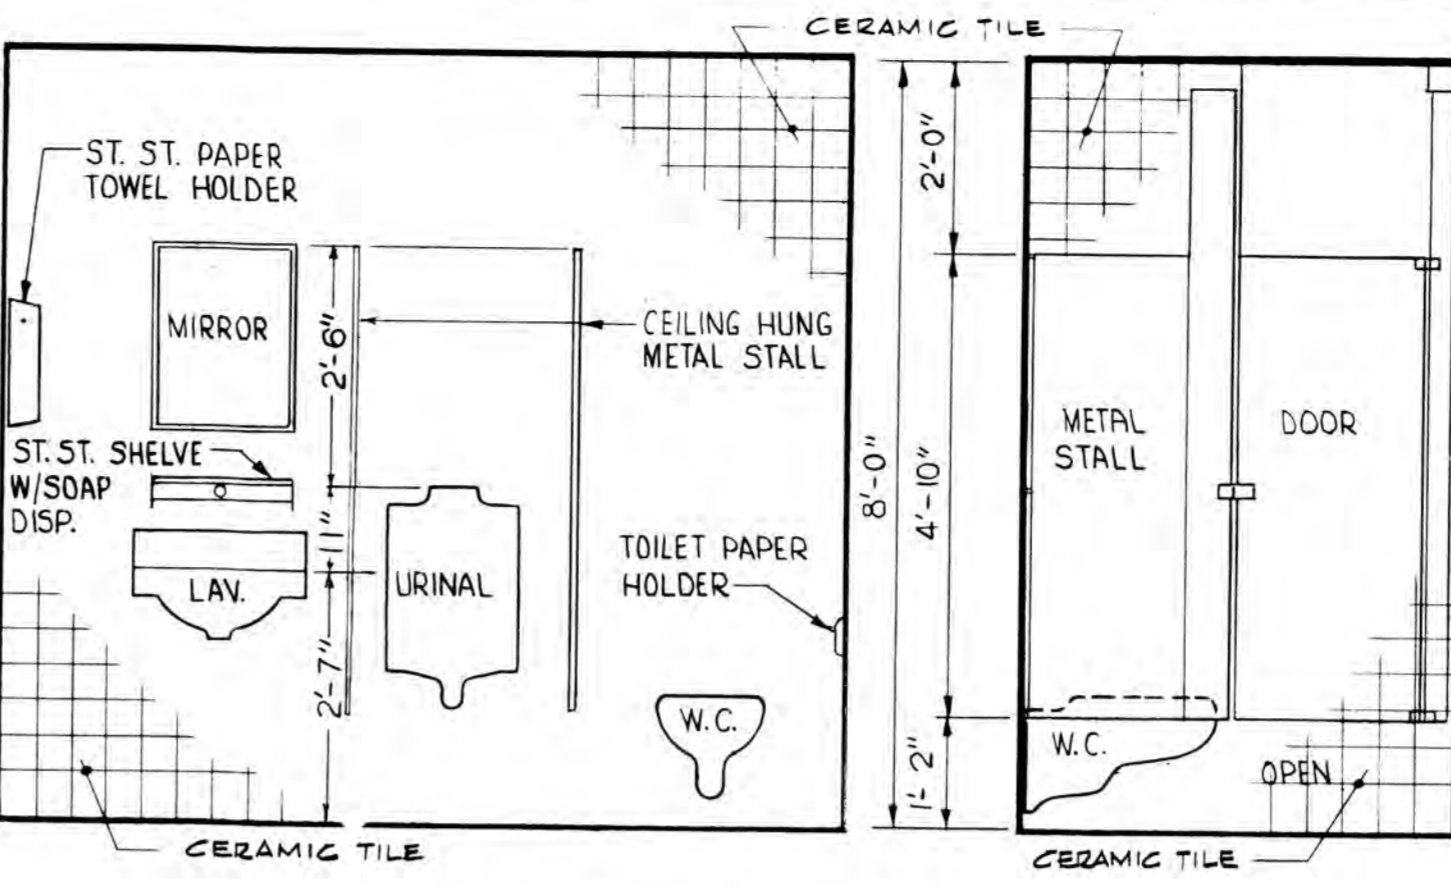 CERAMIC TILE
ST. ST. PAPER
TOWEL HOLDER
MIRROR
2'-6"
CEILING HUNG
METAL STALL
ST. ST. SHELVE
W/SOAP
DISP.
11"
LAV.
URINAL
2'-7"
TOILET PAPER
HOLDER
W.C.
CERAMIC TILE
8'-0"
2'-0"
4'-10"
1'-2"
METAL
STALL
DOOR
W.C.
OPEN
CERAMIC TILE